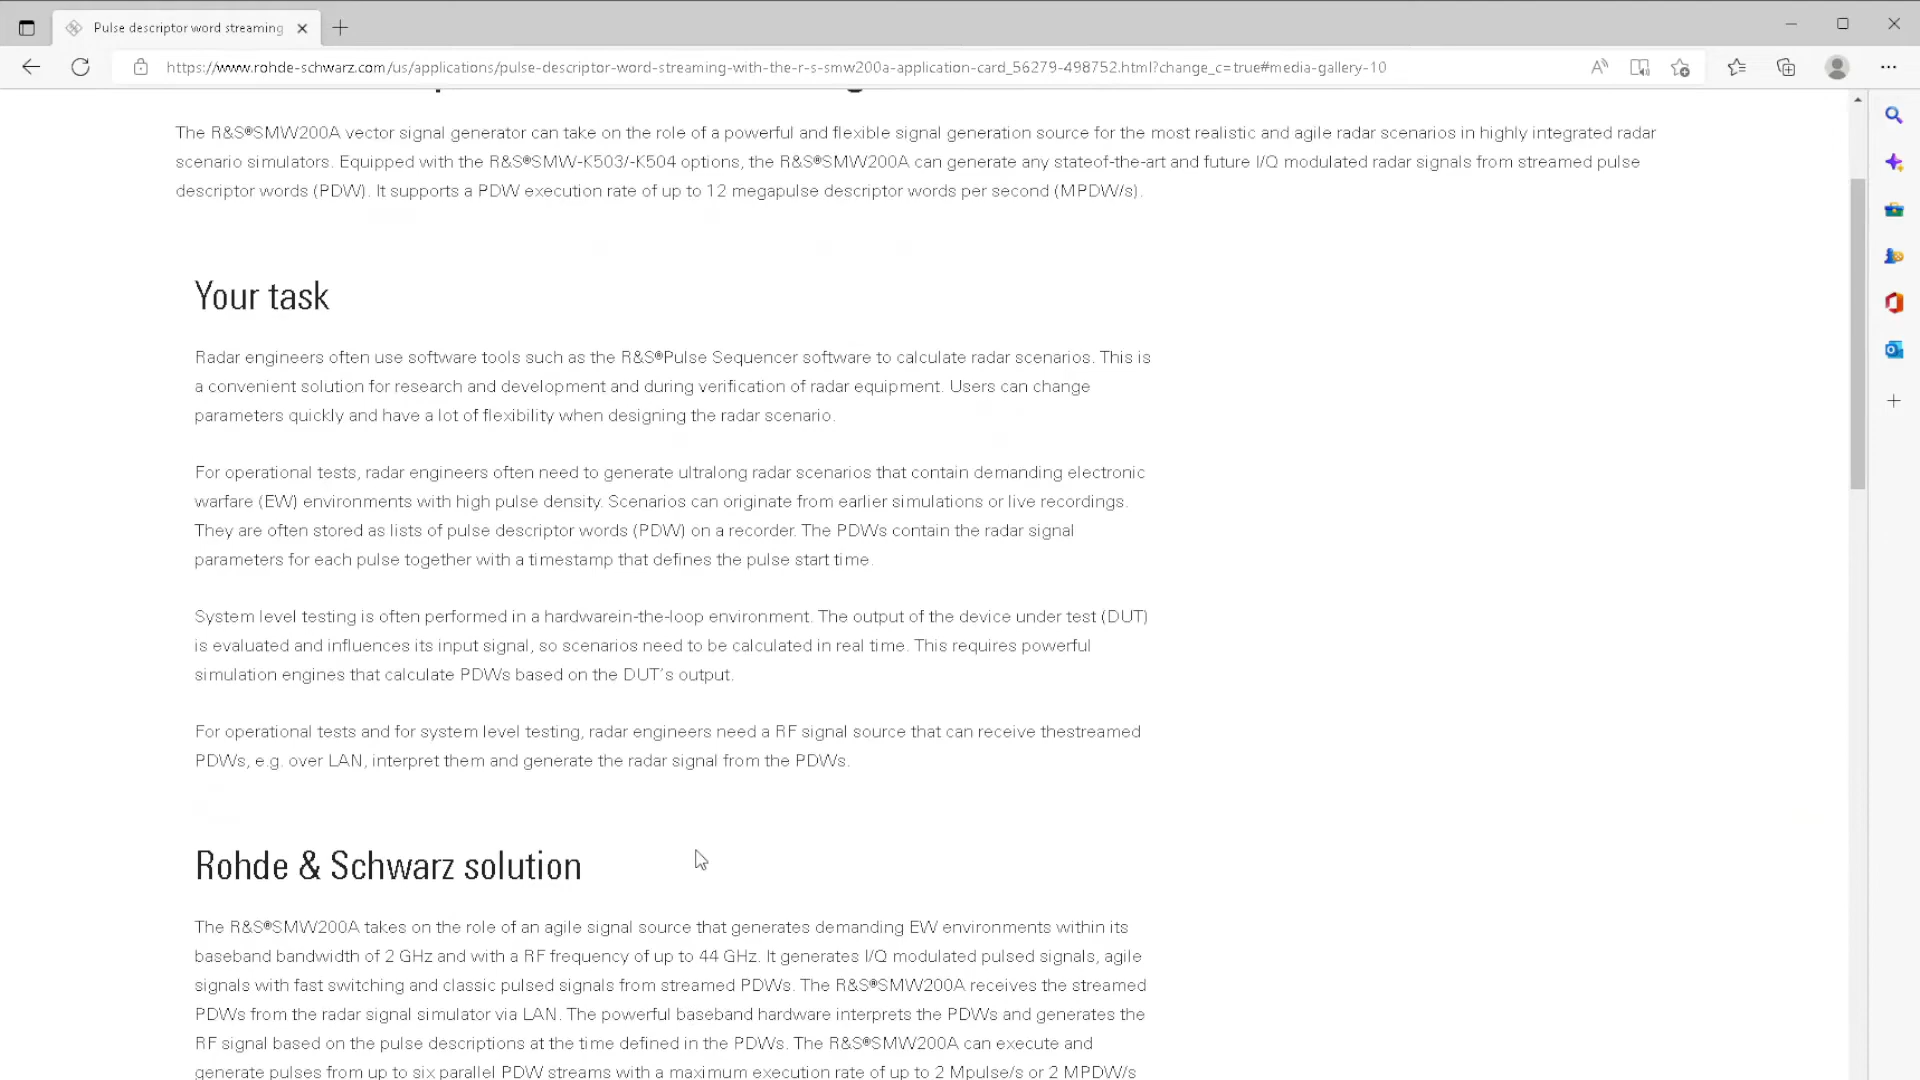 Pulse descriptor word streaming
https://www.rohde-schwarz.com/us/applications/pulse-descriptor-word-streaming-with-the-r-s-smw200a-application-card_56279-498752.html?change_c=true#media-gallery-10
The R&S®SMW200A vector signal generator can take on the role of a powerful and flexible signal generation source for the most realistic and agile radar scenarios in highly integrated radar
scenario simulators. Equipped with the R&S®SMW-K503/-K504 options, the R&S®SMW200A can generate any stateof-the-art and future I/Q modulated radar signals from streamed pulse
descriptor words (PDW). It supports a PDW execution rate of up to 12 megapulse descriptor words per second (MPDW/s).
Your task
Radar engineers often use software tools such as the R&S®Pulse Sequencer software to calculate radar scenarios. This is
a convenient solution for research and development and during verification of radar equipment. Users can change
parameters quickly and have a lot of flexibility when designing the radar scenario.
For operational tests, radar engineers often need to generate ultralong radar scenarios that contain demanding electronic
warfare (EW) environments with high pulse density. Scenarios can originate from earlier simulations or live recordings.
They are often stored as lists of pulse descriptor words (PDW) on a recorder. The PDWs contain the radar signal
parameters for each pulse together with a timestamp that defines the pulse start time.
System level testing is often performed in a hardwarein-the-loop environment. The output of the device under test (DUT)
is evaluated and influences its input signal, so scenarios need to be calculated in real time. This requires powerful
simulation engines that calculate PDWs based on the DUT's output.
For operational tests and for system level testing, radar engineers need a RF signal source that can receive thestreamed
PDWs, e.g. over LAN, interpret them and generate the radar signal from the PDWs.
Rohde & Schwarz solution
The R&S®SMW200A takes on the role of an agile signal source that generates demanding EW environments within its
baseband bandwidth of 2 GHz and with a RF frequency of up to 44 GHz. It generates I/Q modulated pulsed signals, agile
signals with fast switching and classic pulsed signals from streamed PDWs. The R&S®SMW200A receives the streamed
PDWs from the radar signal simulator via LAN. The powerful baseband hardware interprets the PDWs and generates the
RF signal based on the pulse descriptions at the time defined in the PDWs. The R&S®SMW200A can execute and
generate pulses from up to six parallel PDW streams with a maximum execution rate of up to 2 Mpulse/s or 2 MPDW/s